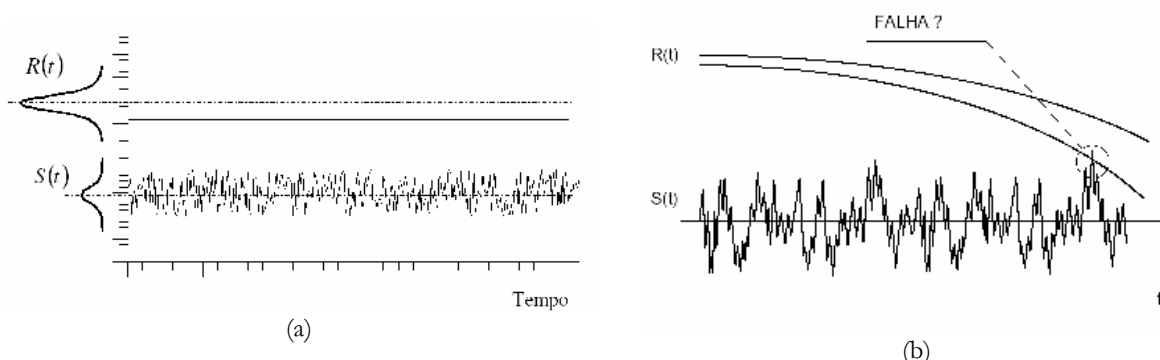 R(t)
S(t)
Tempo
(a)
FALHA ?
R(t)
S(t)
t
(b)